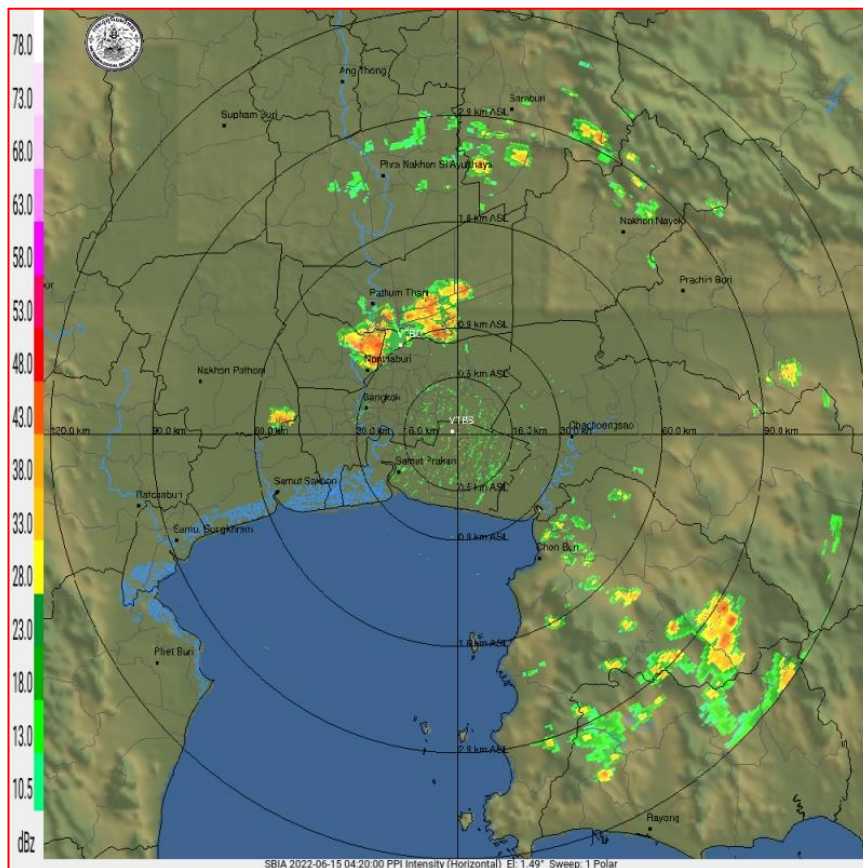 78.0
73.0
68.0
63.0
58.0
53.0
48.0
43.0
38.0
33.0
28.0
23.0
18.0
13.0
10.5
dBz
Ang Thong
Saraburi
Suphan Buri
2.9 km ASL
Phra Nakhon Si Ayutthaya
1.8 km ASL
Nakhon Nayok
Prachin Buri
Pathum Thani
0.9 km ASL
VTBD
Nonthaburi
Nakhon Pathom
Bangkok
VTBS
Chachoengsao
120.0 km
90.0 km
16.0 km
30.0 km
60.0 km
90.0 km
Samut Prakan
Samut Sakhon
Ratchaburi
Samut Songkhram
0.9 km ASL
Chon Buri
1.8 km ASL
Phet Buri
2.9 km ASL
Rayong
SBIA 2022-06-15 04:20:00 PPI Intensity (Horizontal) El: 1.49° Sweep: 1 Polar